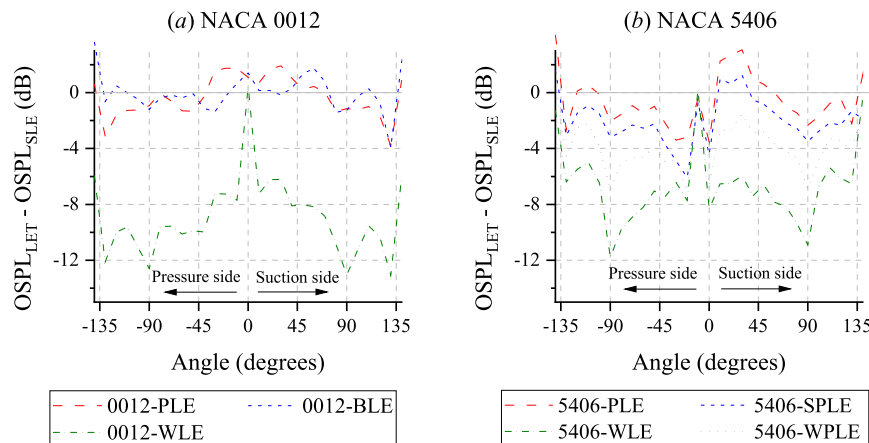 (a) NACA 0012
(b) NACA 5406
OSPL_LET - OSPL_SLE (dB)
0
-4
-8
-12
Pressure side
Suction side
-135 -90 -45 0 45 90 135
Angle (degrees)
0012-PLE
0012-BLE
0012-WLE
OSPL_LET - OSPL_SLE (dB)
0
-4
-8
-12
Pressure side
Suction side
-135 -90 -45 0 45 90 135
Angle (degrees)
5406-PLE
5406-SPLE
5406-WLE
5406-WPLE